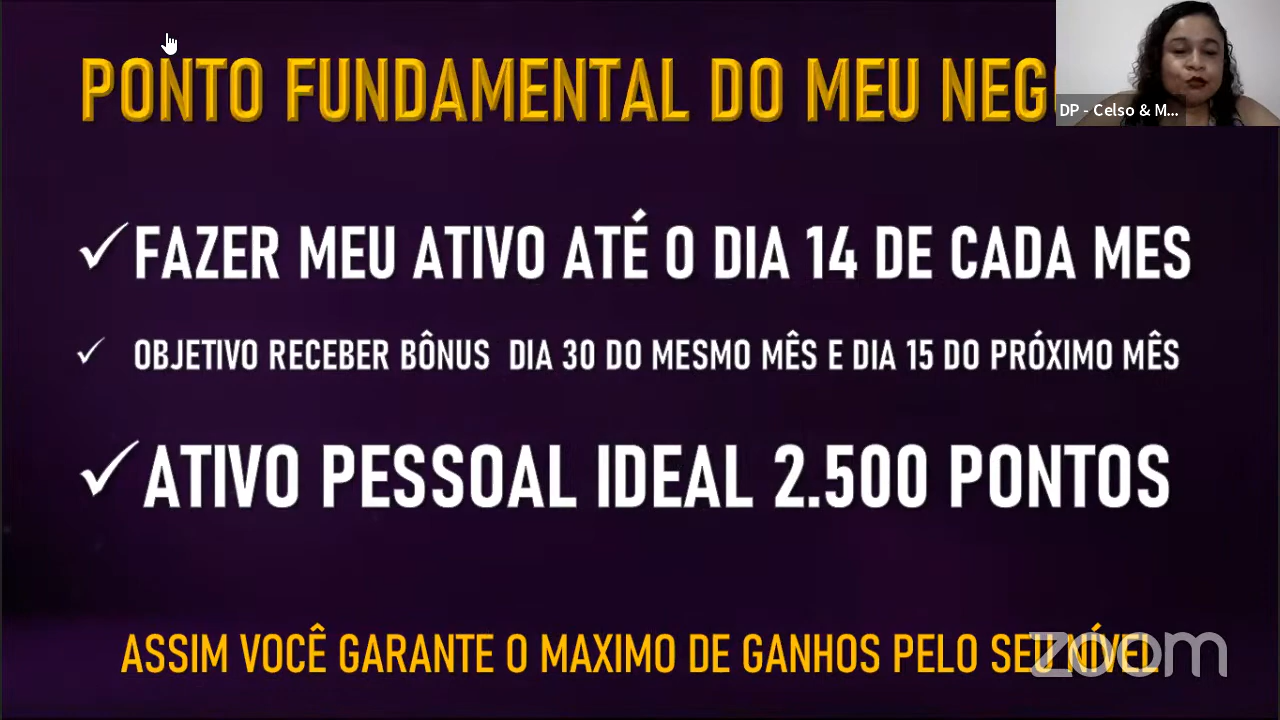 PONTO FUNDAMENTAL DO MEU
DP - Celso & M...
✓ FAZER MEU ATIVO ATÉ O DIA 14 DE CADA MES
✓ OBJETIVO RECEBER BÔNUS DIA 30 DO MESMO MÊS E DIA 15 DO PRÓXIMO MÊS
✓ ATIVO PESSOAL IDEAL 2.500 PONTOS
ASSIM VOCÊ GARANTE O MAXIMO DE GANHOS PELO SEU NÍVEL
zoom